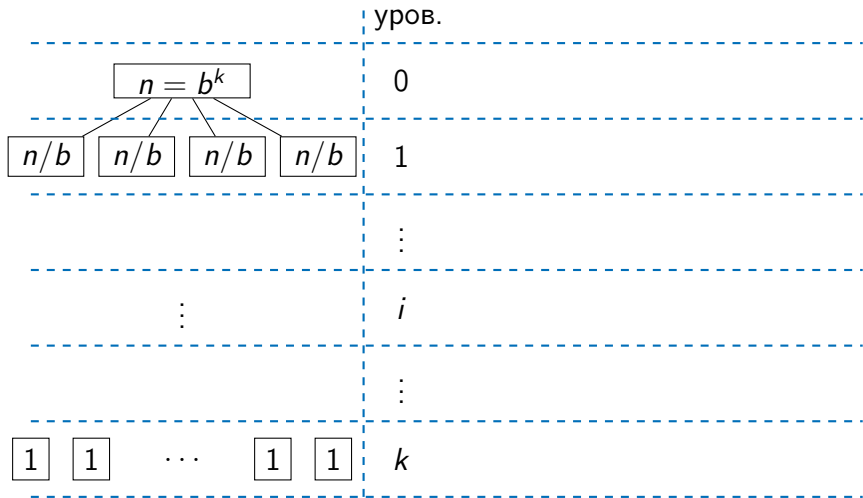 уров.
n = b^k 0
n/b n/b n/b n/b 1
⋮
⋮ i
⋮
1 1 ⋯ 1 1 k